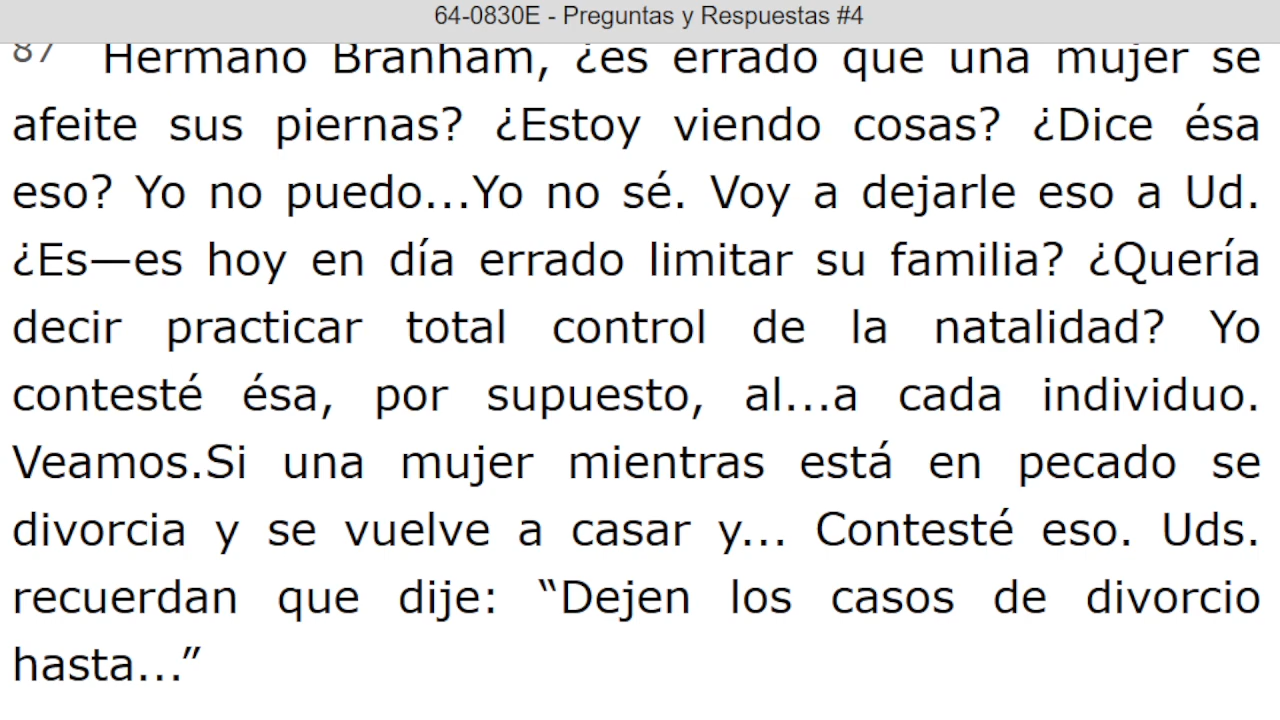 64-0830E - Preguntas y Respuestas #4
87 Hermano Branham, ¿es errado que una mujer se
afeite sus piernas? ¿Estoy viendo cosas? ¿Dice ésa
eso? Yo no puedo...Yo no sé. Voy a dejarle eso a Ud.
¿Es—es hoy en día errado limitar su familia? ¿Quería
decir practicar total control de la natalidad? Yo
contesté ésa, por supuesto, al...a cada individuo.
Veamos.Si una mujer mientras está en pecado se
divorcia y se vuelve a casar y... Contesté eso. Uds.
recuerdan que dije: “Dejen los casos de divorcio
hasta...”